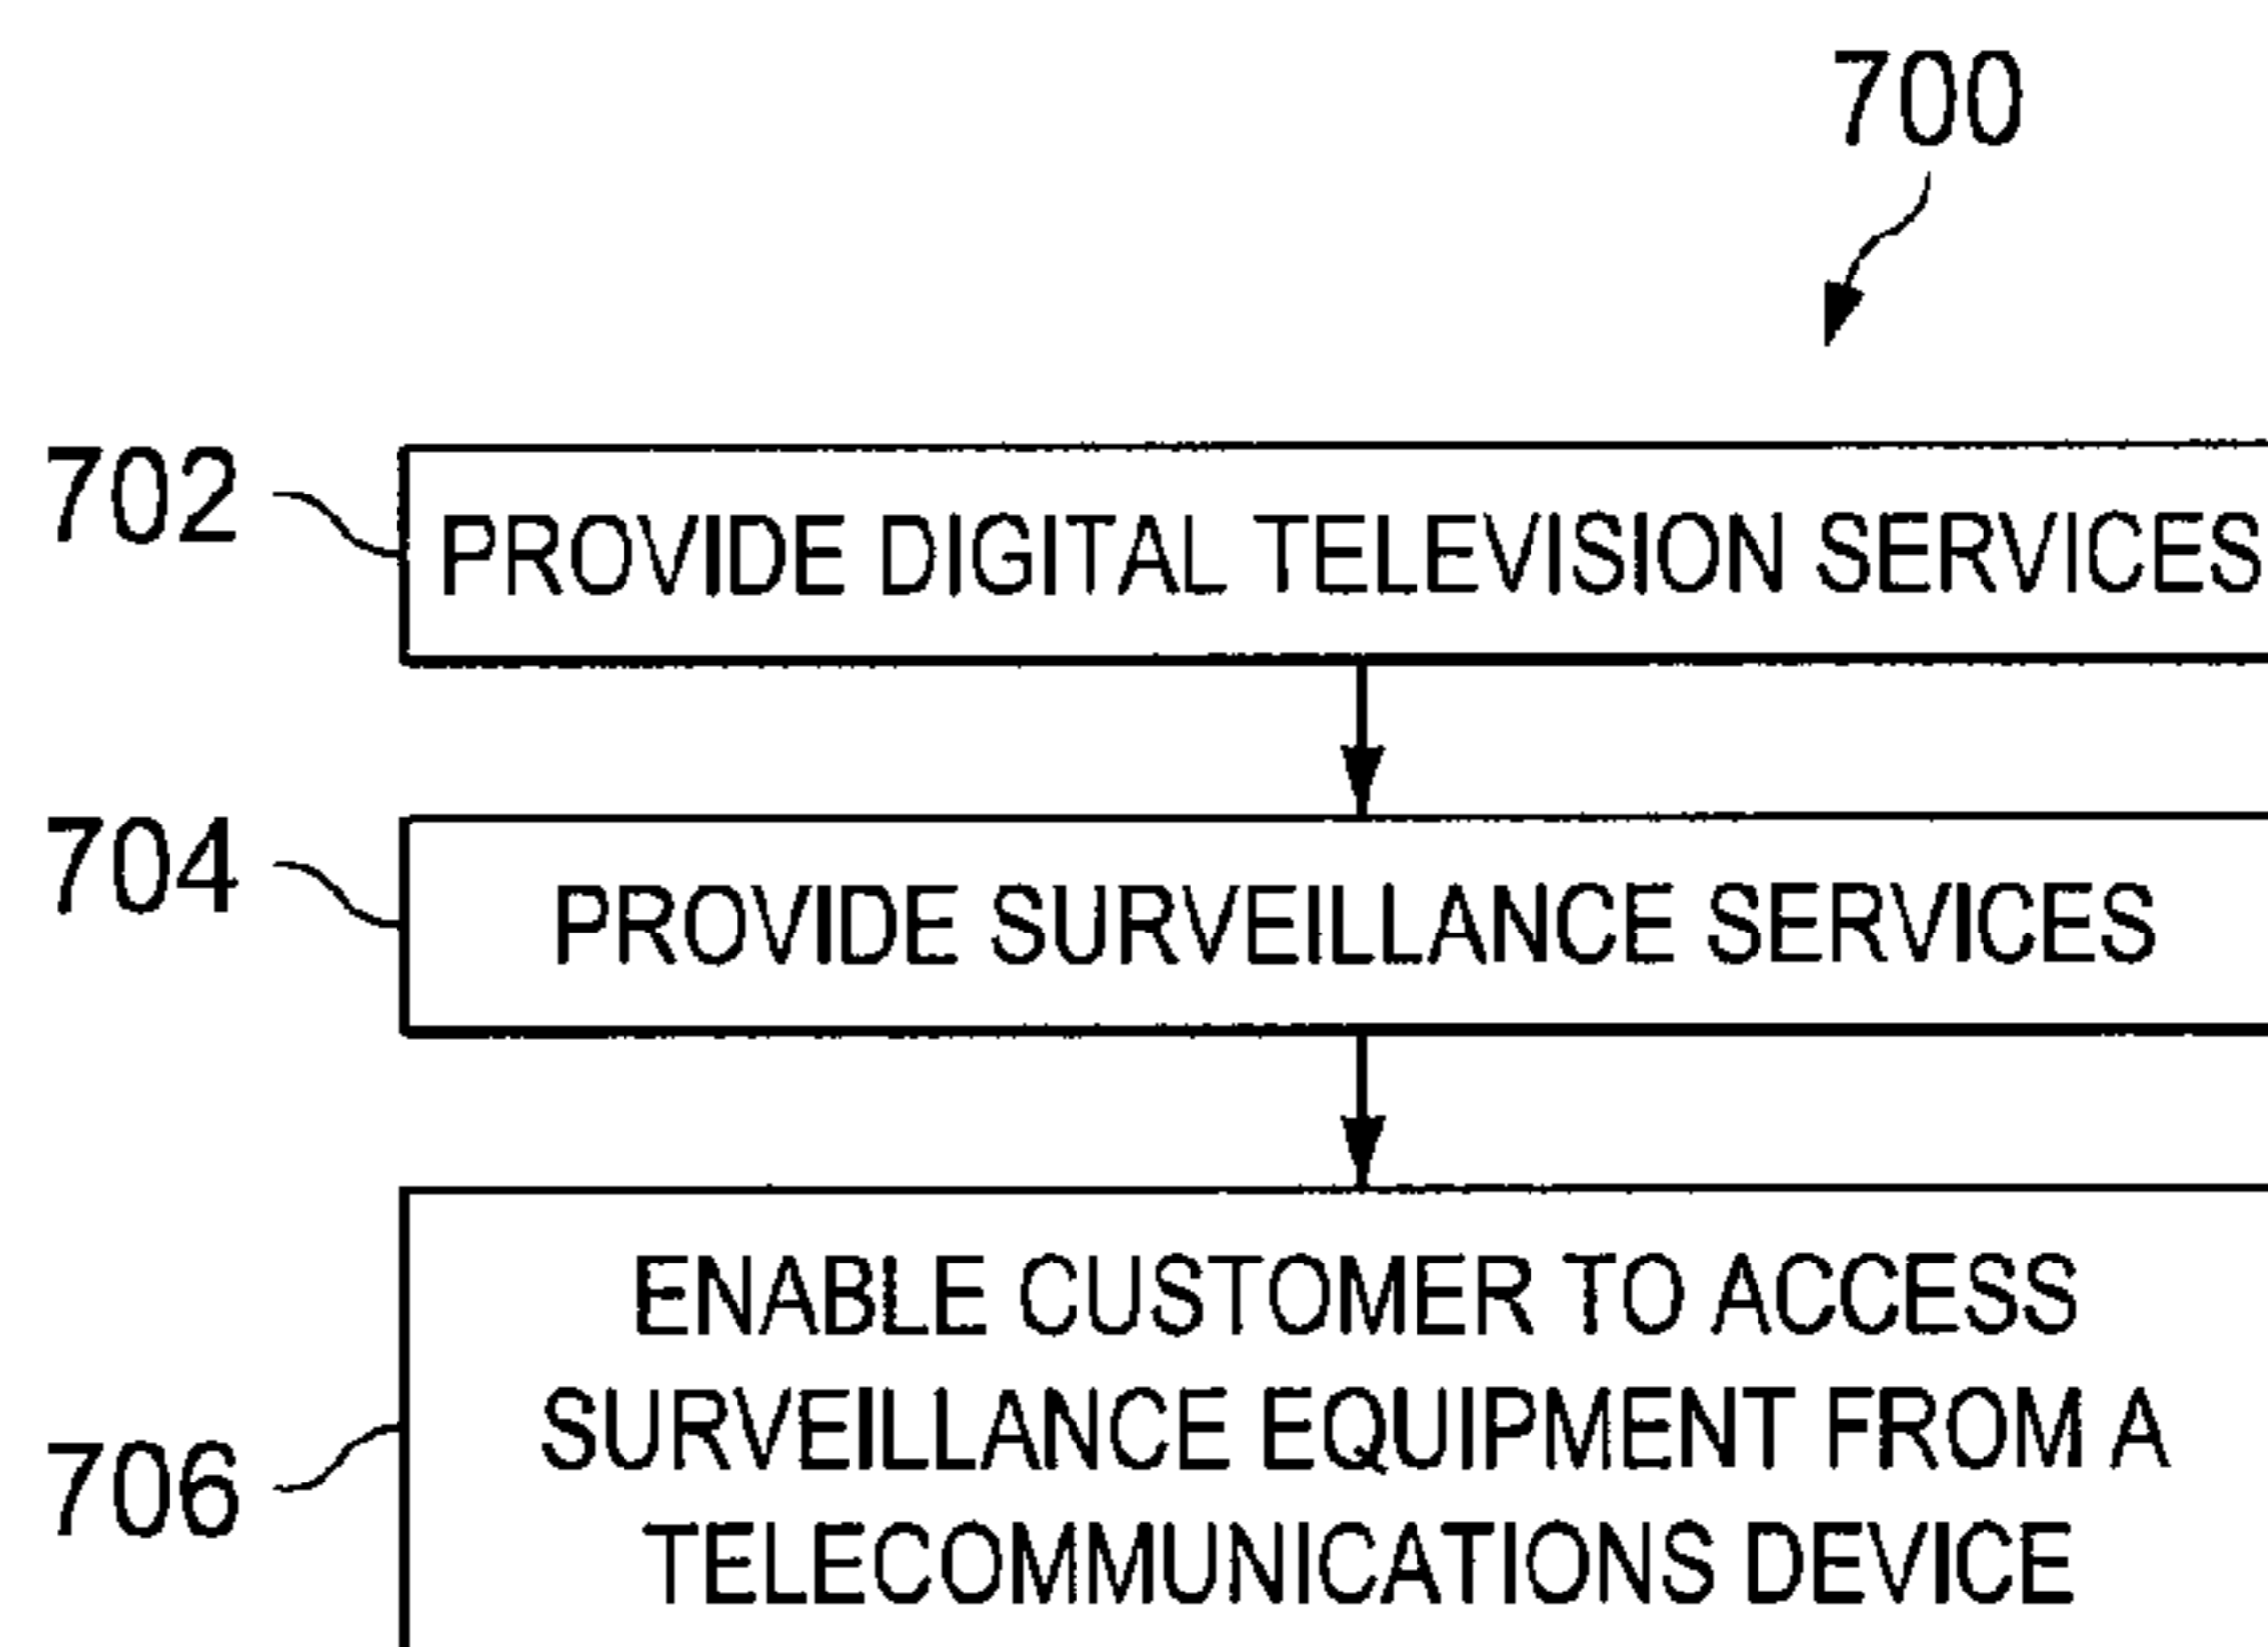 700
702
PROVIDE DIGITAL TELEVISION SERVICES
704
PROVIDE SURVEILLANCE SERVICES
ENABLE CUSTOMER TO ACCESS
SURVEILLANCE EQUIPMENT FROM A
706
TELECOMMUNICATIONS DEVICE